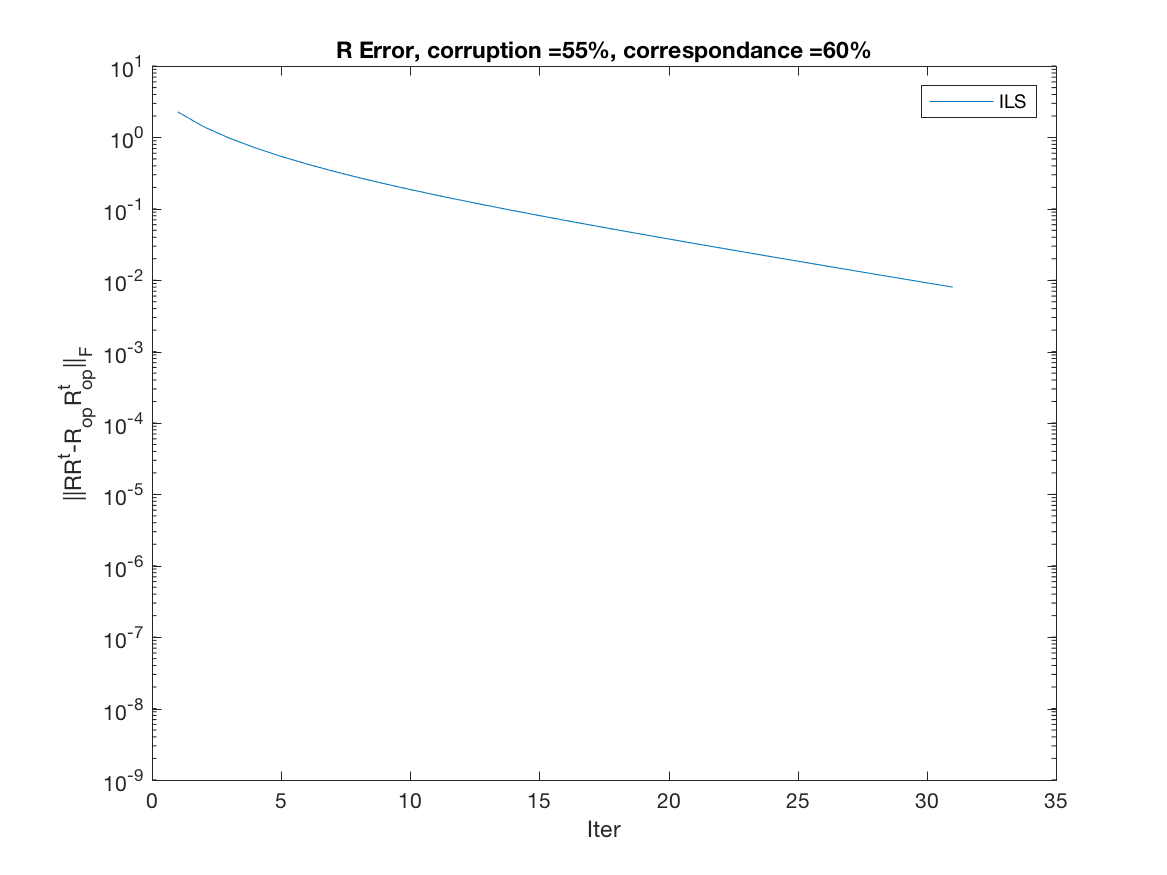 R Error, corruption =55%, correspondance =60%
ILS
10^1
10^0
10^-1
10^-2
10^-3
10^-4
10^-5
10^-6
10^-7
10^-8
10^-9
||RR^t-R_op R_op^t||_F
0 5 10 15 20 25 30 35
Iter